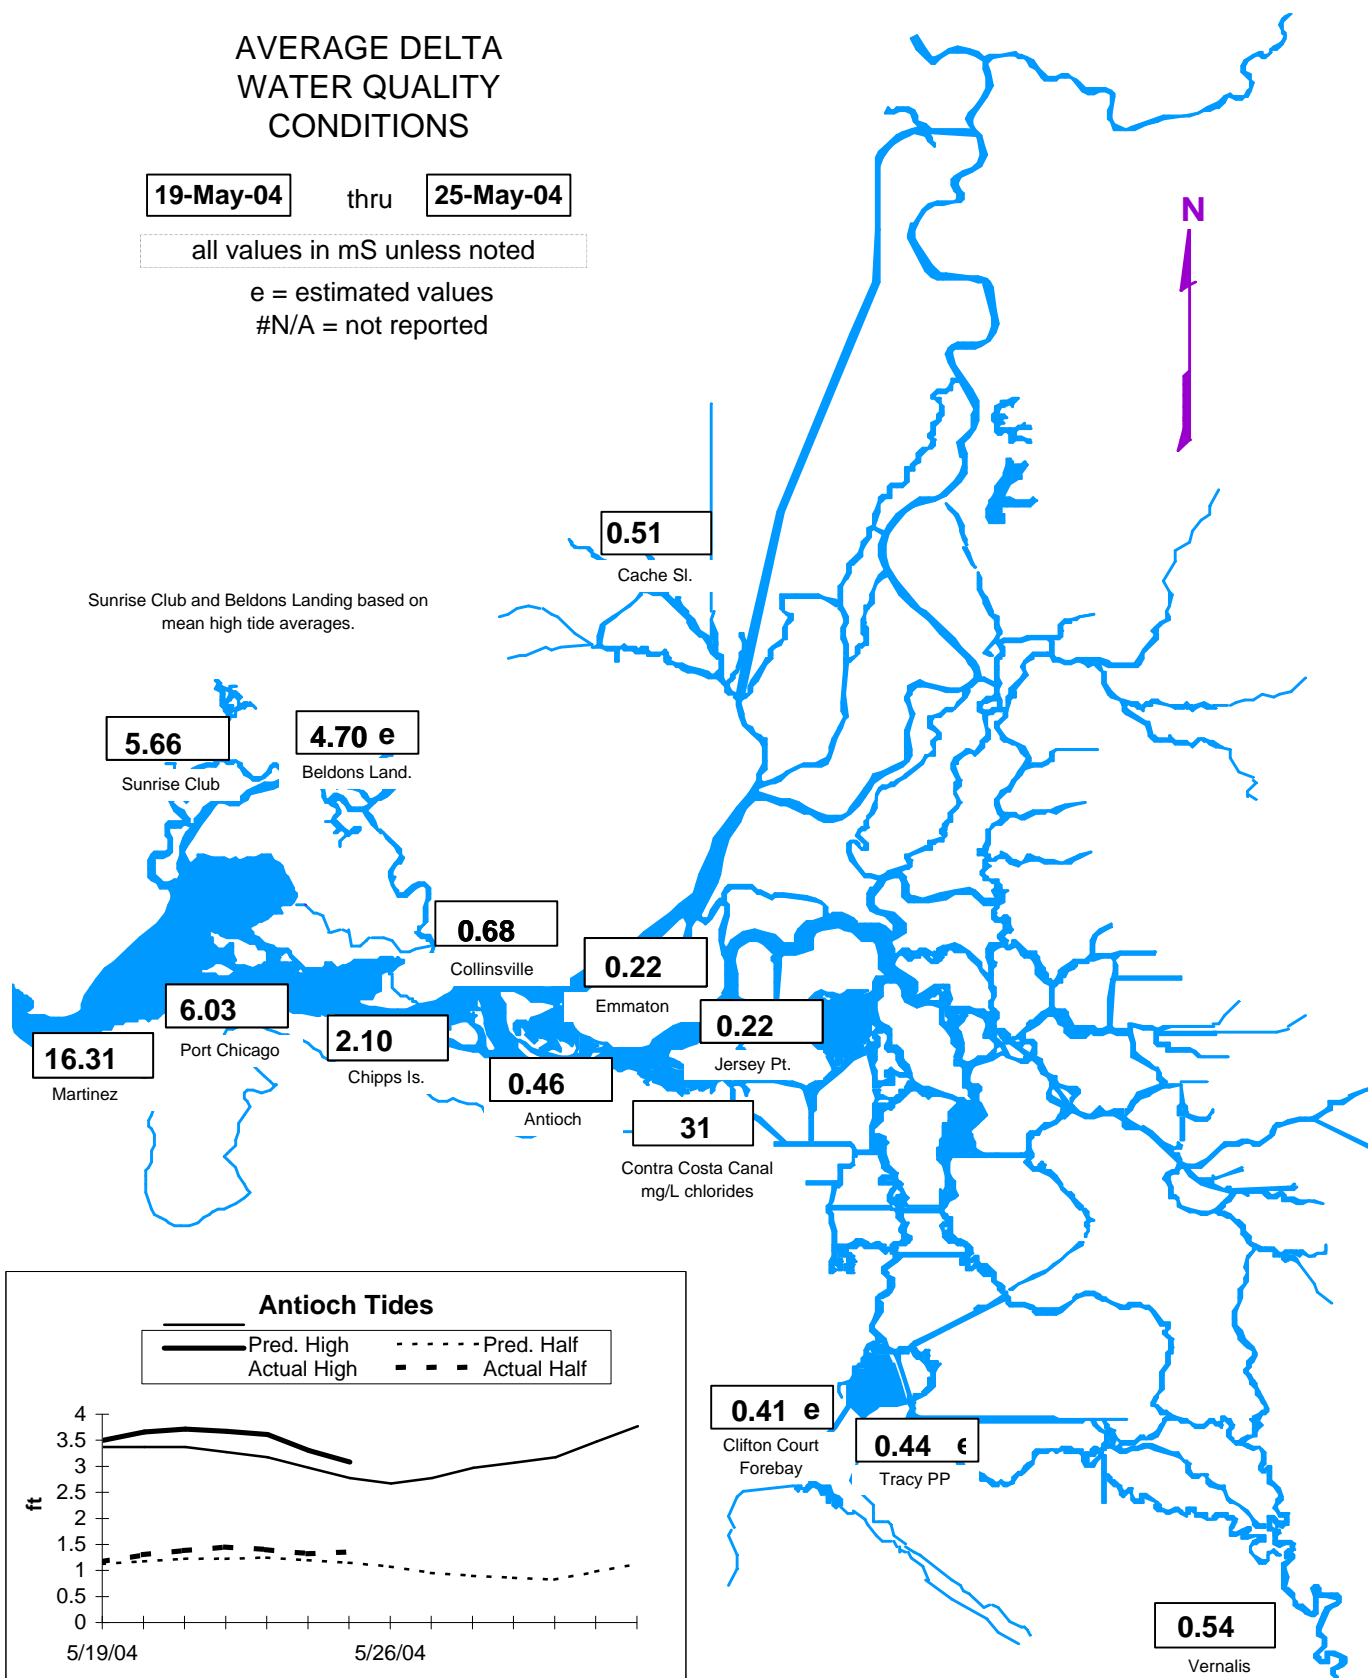 AVERAGE DELTA
WATER QUALITY
CONDITIONS
19-May-04 thru 25-May-04
all values in mS unless noted
e = estimated values
#N/A = not reported
N
0.51
Cache Sl.
Sunrise Club and Beldons Landing based on
mean high tide averages.
5.66
Sunrise Club
4.70 e
Beldons Land.
0.68
Collinsville
0.22
Emmaton
6.03
Port Chicago
0.22
Jersey Pt.
16.31
Martinez
2.10
Chipps Is.
0.46
Antioch
31
Contra Costa Canal
mg/L chlorides
Antioch Tides
Pred. High Pred. Half
Actual High Actual Half
4
3.5
3
2.5
2
1.5
1
0.5
0
ft
5/19/04 5/26/04
0.41 e
Clifton Court
Forebay
0.44 e
Tracy PP
0.54
Vernalis